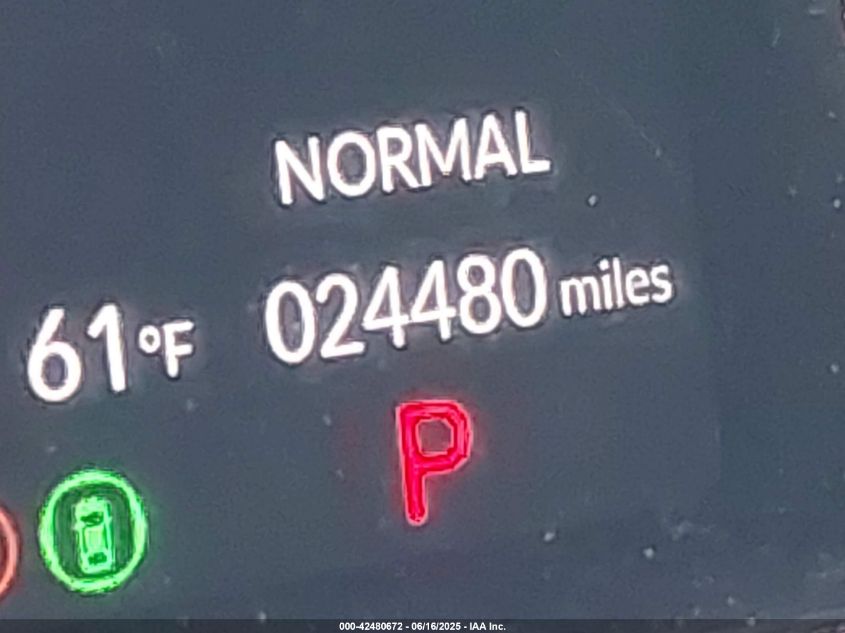 NORMAL
61°F 024480 miles
P
000-42480672 - 06/16/2025 - IAA Inc.